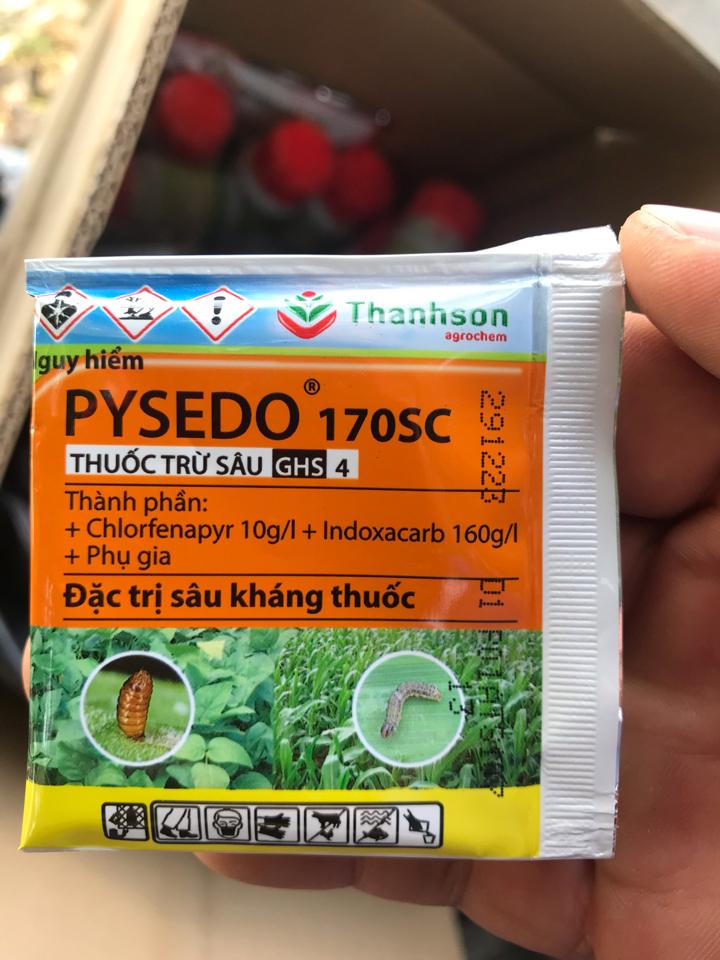 Thanhson
agrochem
guy hiểm
PYSEDO® 170SC
THUỐC TRỪ SÂU GHS 4
Thành phần:
+ Chlorfenapyr 10g/l + Indoxacarb 160g/l
+ Phụ gia
Đặc trị sâu kháng thuốc
291223